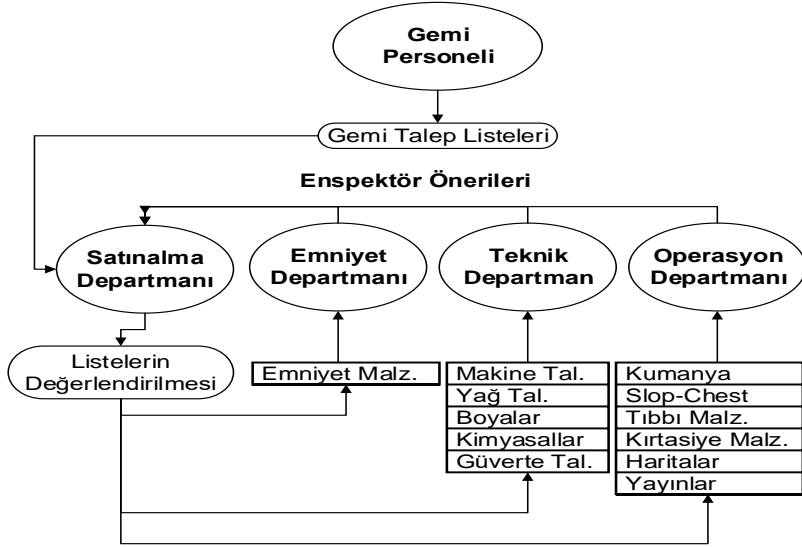 Gemi
Personeli
Gemi Talep Listeleri
Enspektör Önerileri
Satınalma
Departmanı
Emniyet
Departmanı
Teknik
Departman
Operasyon
Departmanı
Listelerin
Değerlendirilmesi
Emniyet Malz.
Makine Tal.
Yağ Tal.
Boyalar
Kimyasallar
Güverte Tal.
Kumanya
Slop-Chest
Tıbbı Malz.
Kırtasiye Malz.
Haritalar
Yayınlar